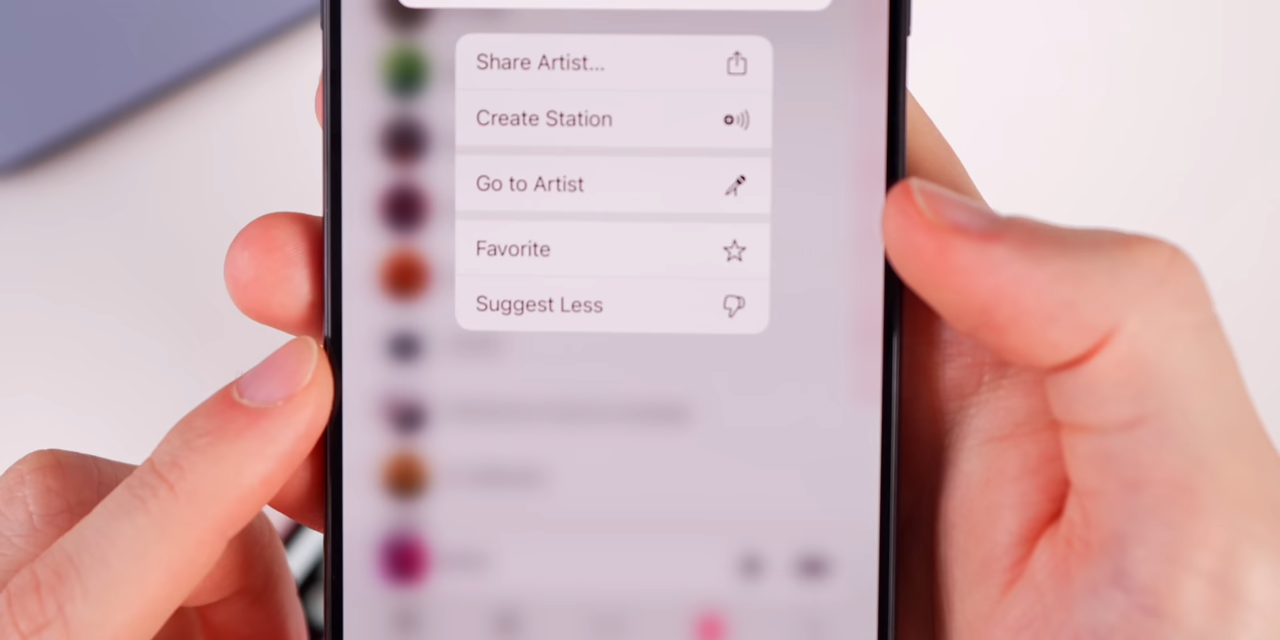 Share Artist...
Create Station
Go to Artist
Favorite
Suggest Less